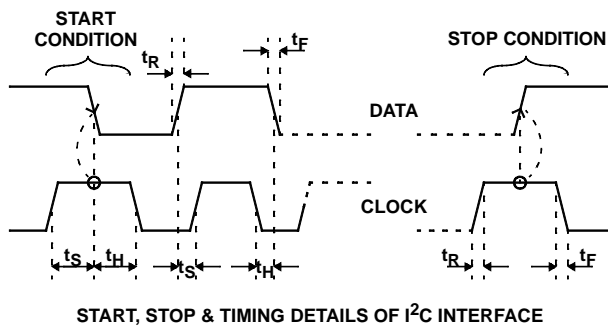 START
CONDITION
tR
tF
STOP CONDITION
DATA
CLOCK
tS
tH
tS
tH
tR
tF
START, STOP & TIMING DETAILS OF I²C INTERFACE